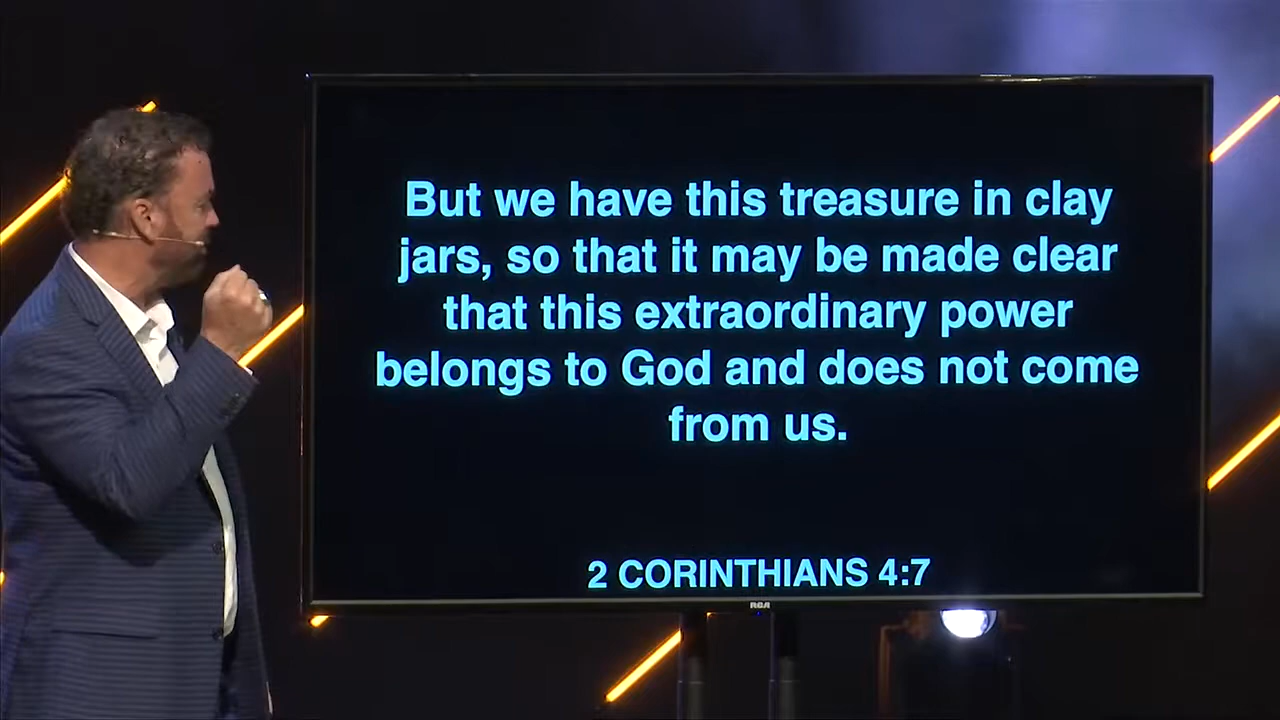 But we have this treasure in clay
jars, so that it may be made clear
that this extraordinary power
belongs to God and does not come
from us.
2 CORINTHIANS 4:7
RCA